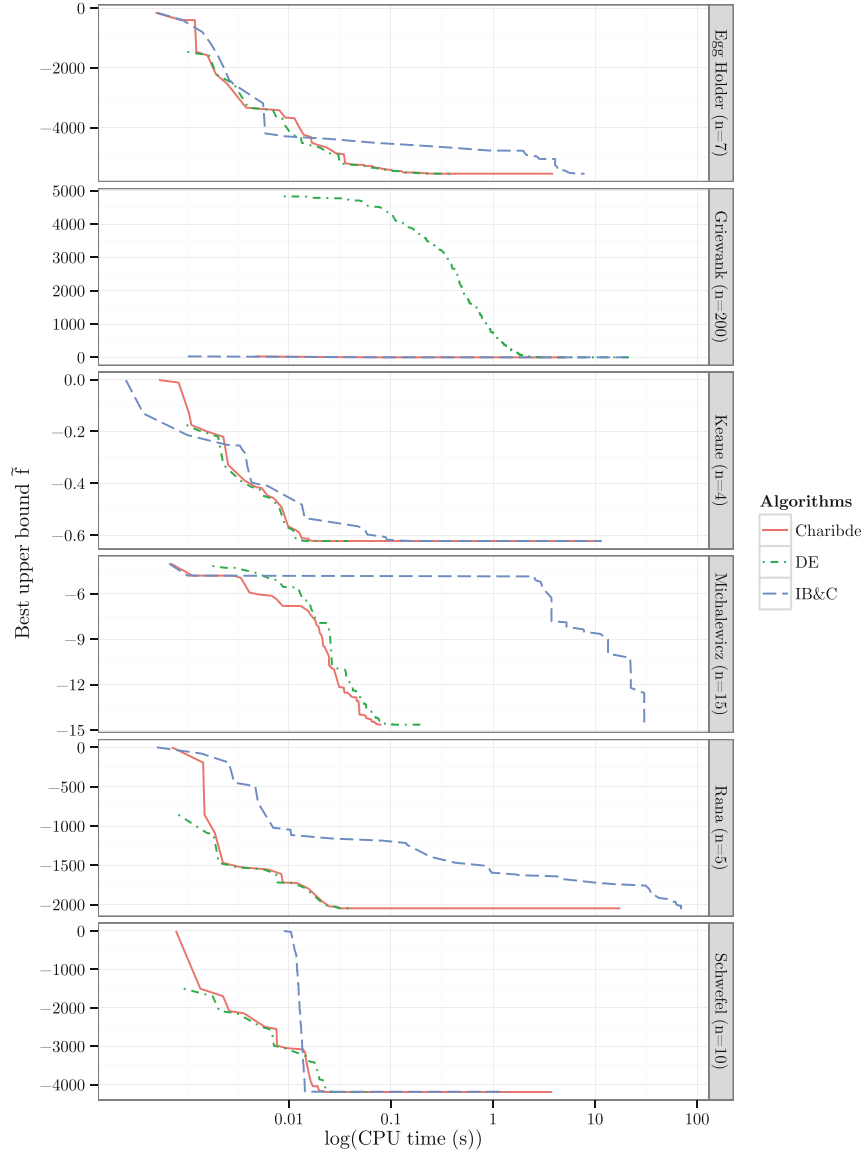 0
−2000
−4000
Egg Holder (n=7)
5000
4000
3000
2000
1000
0
Griewank (n=200)
0.0
−0.2
−0.4
−0.6
Keane (n=4)
−6
−9
−12
−15
Michalewicz (n=15)
0
−500
−1000
−1500
−2000
Rana (n=5)
0
−1000
−2000
−3000
−4000
Schwefel (n=10)
0.01
0.1
1
10
100
log(CPU time (s))
Best upper bound f̃
Algorithms
Charibde
DE
IB&C